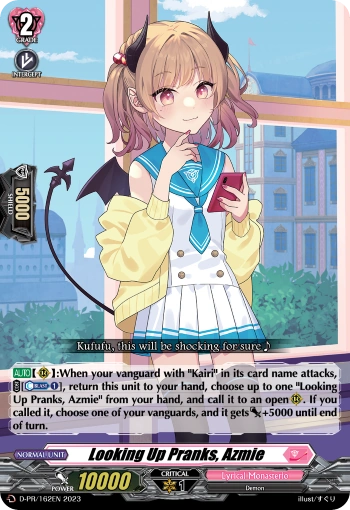 2
GRADE
INTERCEPT
5000
SHIELD
Kufufu, this will be shocking for sure♪
AUTO【Ⓡ】:When your vanguard with "Kairi" in its card name attacks,
COST [C-BLAST 1], return this unit to your hand, choose up to one "Looking
Up Pranks, Azmie" from your hand, and call it to an open Ⓡ. If you
called it, choose one of your vanguards, and it gets +5000 until end
of turn.
NORMAL UNIT
Looking Up Pranks, Azmie
POWER 10000
CRITICAL
1
Lyrical Monasterio
Demon
D-PR/162EN 2023
illust/すぐり